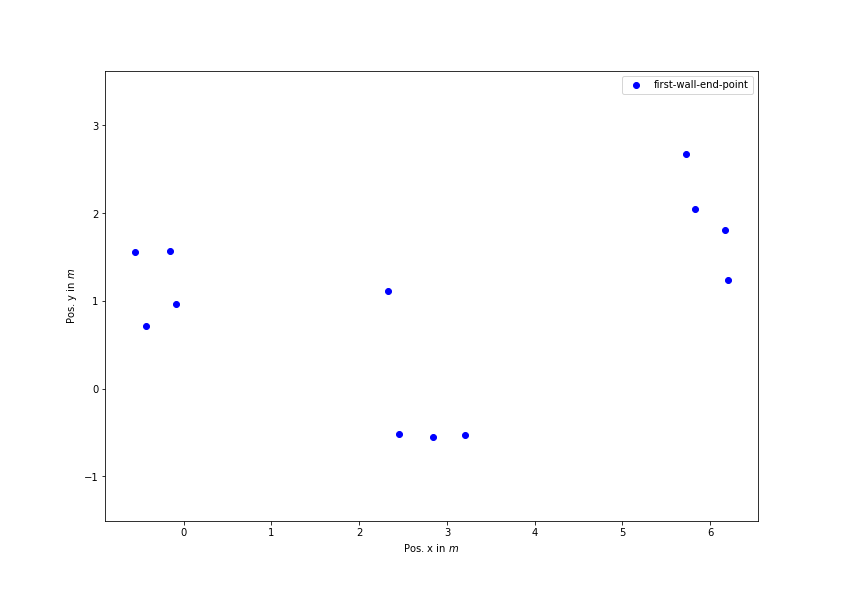 first-wall-end-point
3
2
1
0
−1
Pos. y in m
0 1 2 3 4 5 6
Pos. x in m